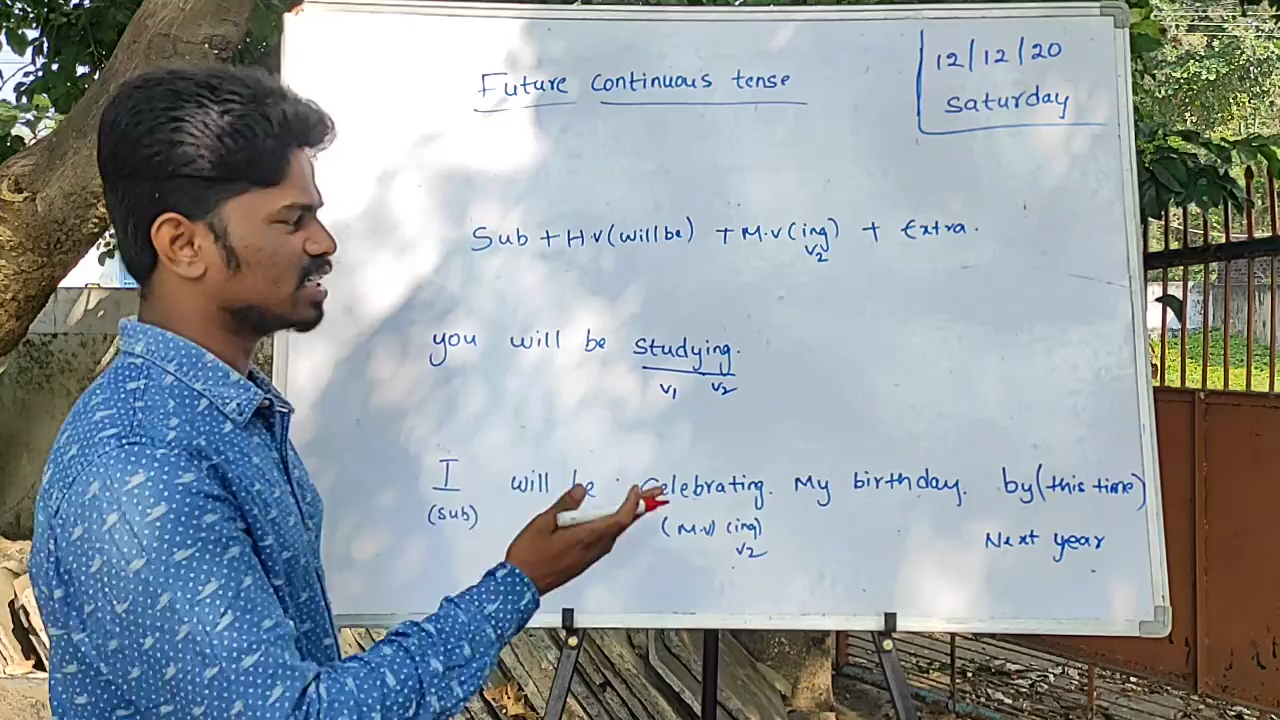 12/12/20
Saturday
Future continuous tense
Sub + H v (will be) + M.v (ing) + Extra.
v2
you will be studying.
v1 v2
I will be celebrating. My birthday. by (this time)
(sub) (M.v) (ing) Next year
v2